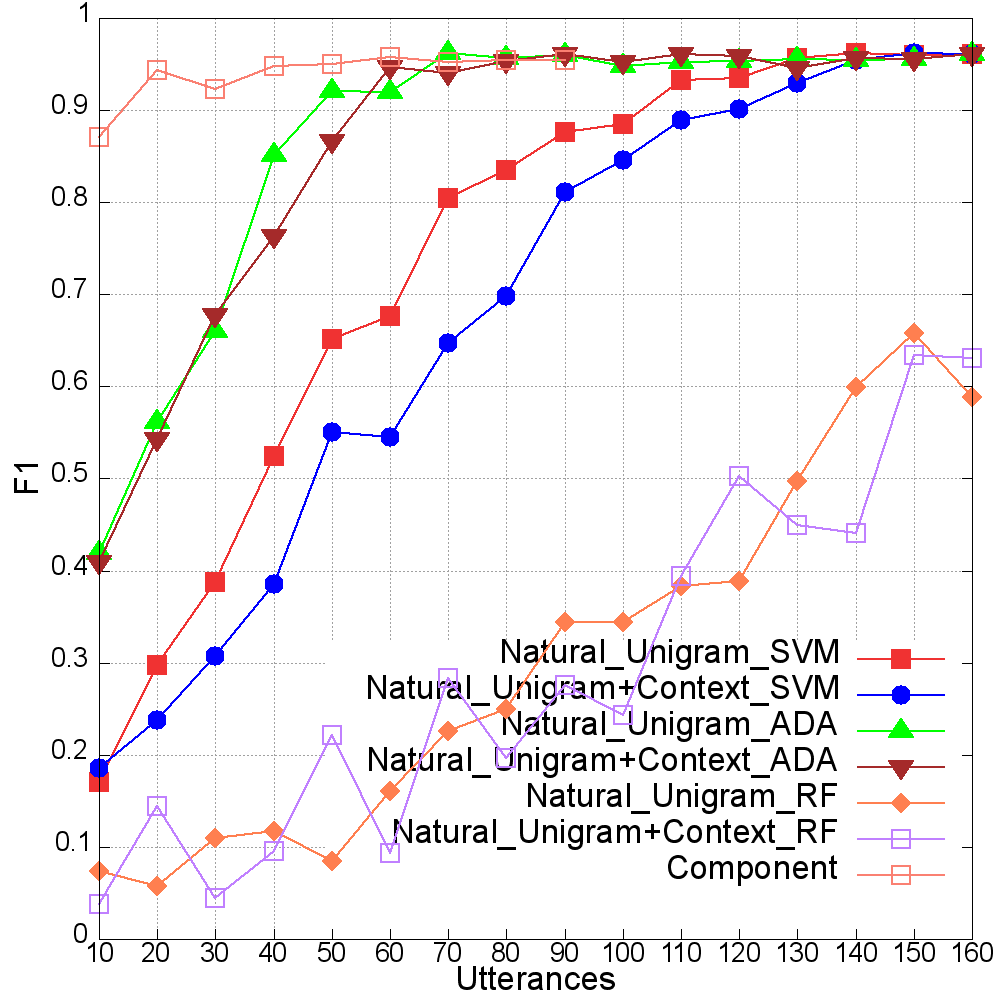 1
0.9
0.8
0.7
0.6
0.5
0.4
0.3
0.2
0.1
0
F1
Natural_Unigram_SVM
Natural_Unigram+Context_SVM
Natural_Unigram_ADA
Natural_Unigram+Context_ADA
Natural_Unigram_RF
Natural_Unigram+Context_RF
Component
10 20 30 40 50 60 70 80 90 100 110 120 130 140 150 160
Utterances